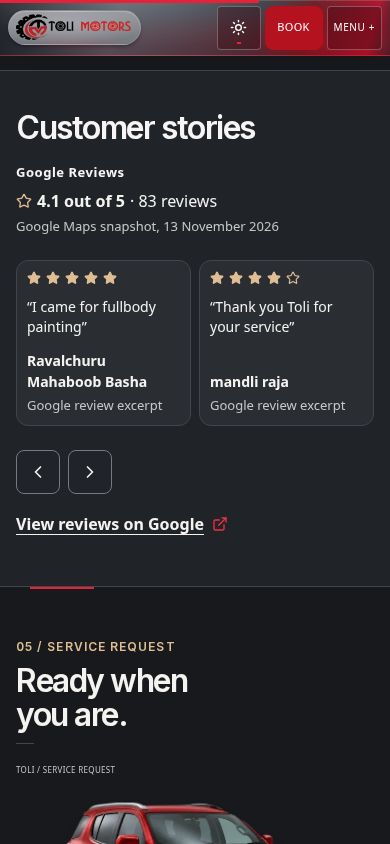 TOLI MOTORS
BOOK
MENU +
Customer stories
Google Reviews
4.1 out of 5 · 83 reviews
Google Maps snapshot, 13 November 2026
“I came for fullbody
painting”
Ravalchuru
Mahaboob Basha
Google review excerpt
“Thank you Toli for
your service”
mandli raja
Google review excerpt
View reviews on Google
05 / SERVICE REQUEST
Ready when
you are.
TOLI / SERVICE REQUEST